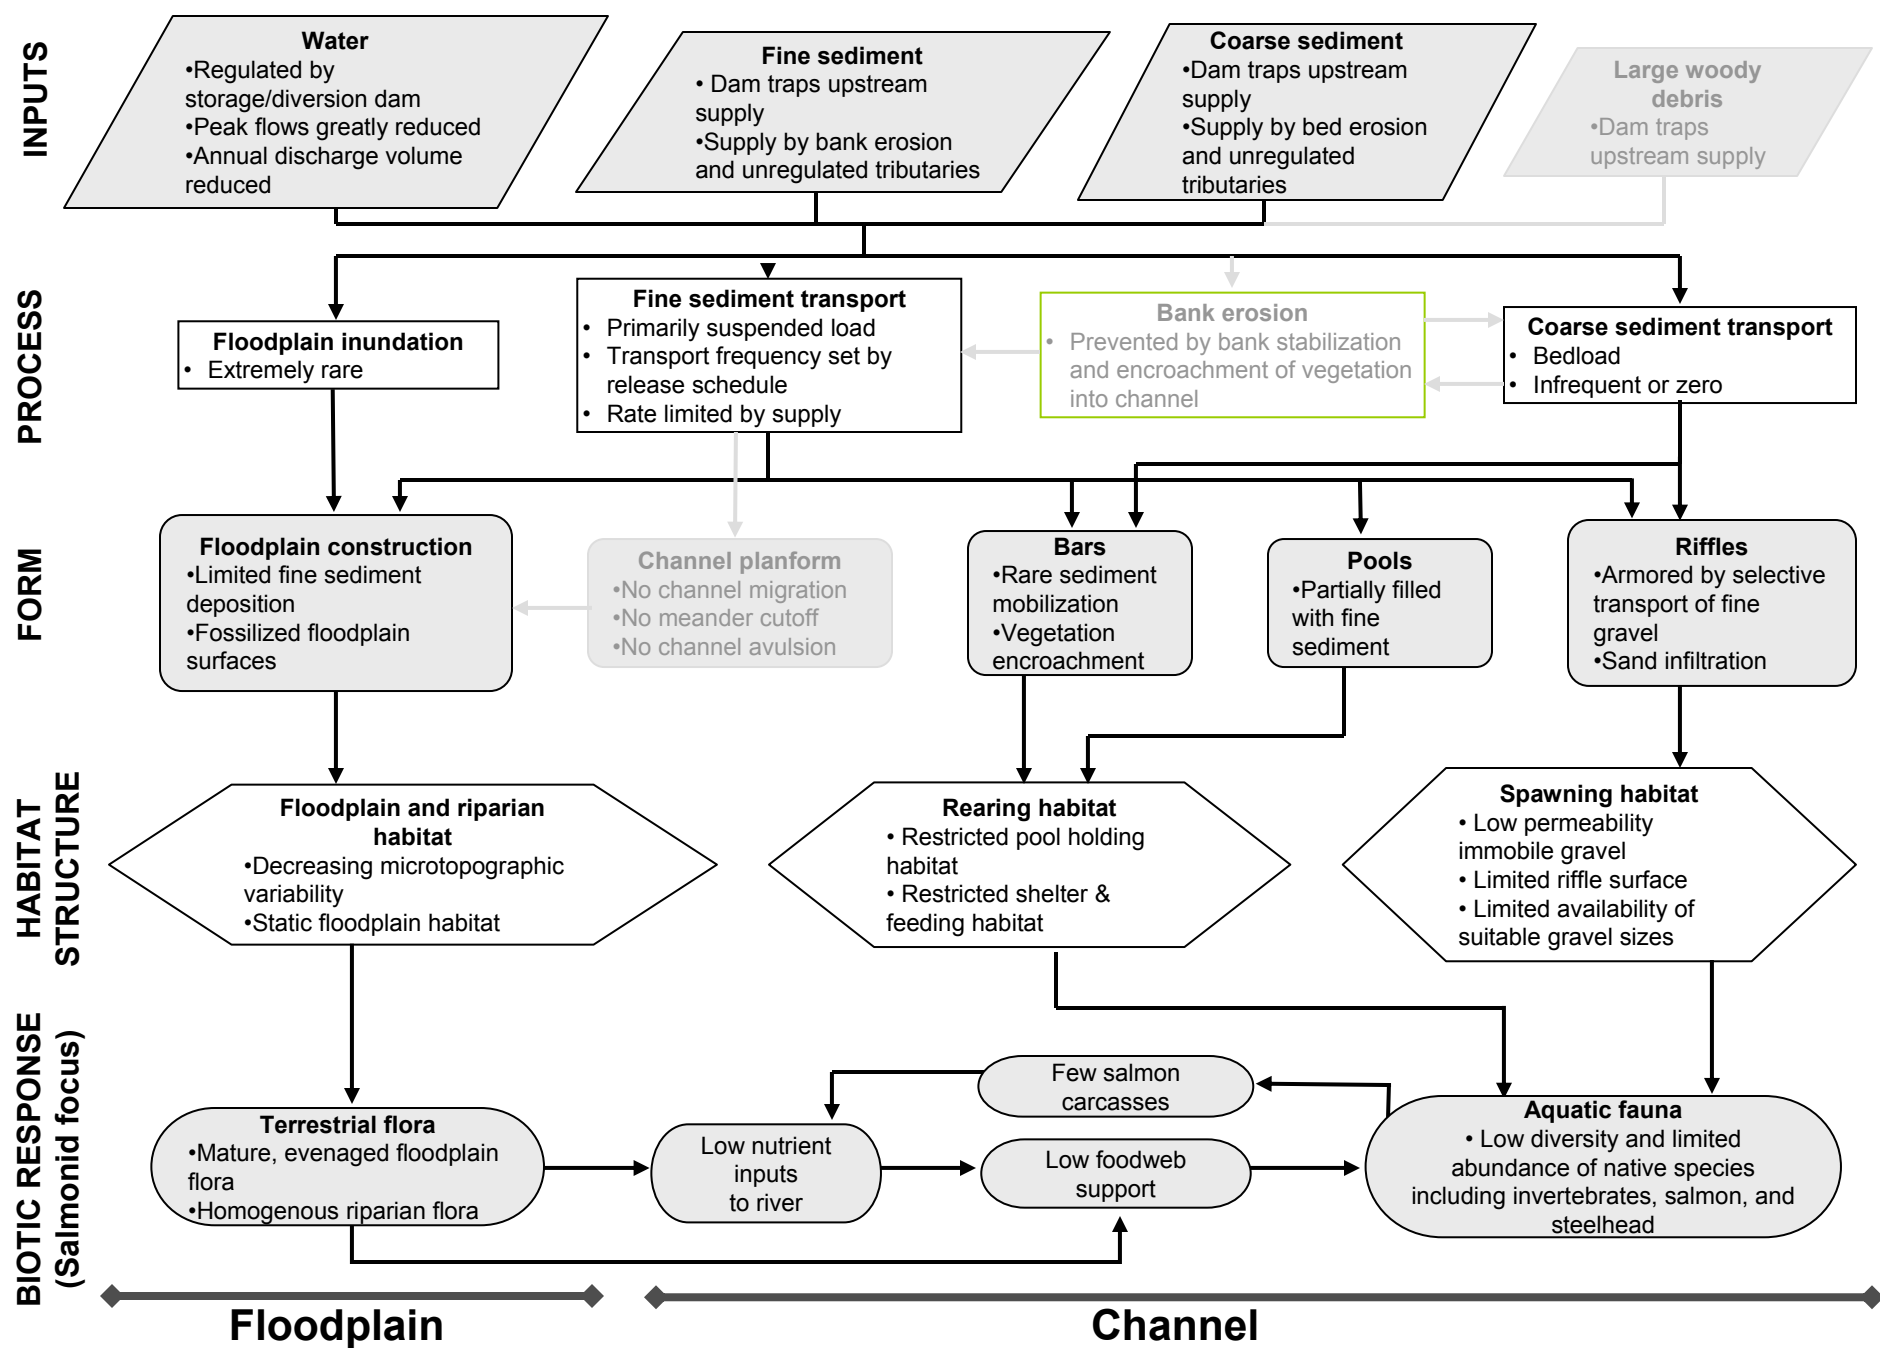 INPUTS
Water
•Regulated by
storage/diversion dam
•Peak flows greatly reduced
•Annual discharge volume
reduced
Fine sediment
• Dam traps upstream
supply
•Supply by bank erosion
and unregulated tributaries
Coarse sediment
•Dam traps upstream
supply
•Supply by bed erosion
and unregulated
tributaries
Large woody
debris
•Dam traps
upstream supply
PROCESS
Floodplain inundation
• Extremely rare
Fine sediment transport
• Primarily suspended load
• Transport frequency set by
release schedule
• Rate limited by supply
Bank erosion
• Prevented by bank stabilization
and encroachment of vegetation
into channel
Coarse sediment transport
• Bedload
• Infrequent or zero
FORM
Floodplain construction
•Limited fine sediment
deposition
•Fossilized floodplain
surfaces
Channel planform
•No channel migration
•No meander cutoff
•No channel avulsion
Bars
•Rare sediment
mobilization
•Vegetation
encroachment
Pools
•Partially filled
with fine
sediment
Riffles
•Armored by selective
transport of fine
gravel
•Sand infiltration
HABITAT
STRUCTURE
Floodplain and riparian
habitat
•Decreasing microtopographic
variability
•Static floodplain habitat
Rearing habitat
• Restricted pool holding
habitat
• Restricted shelter &
feeding habitat
Spawning habitat
• Low permeability
immobile gravel
• Limited riffle surface
• Limited availability of
suitable gravel sizes
BIOTIC RESPONSE
(Salmonid focus)
Terrestrial flora
•Mature, evenaged floodplain
flora
•Homogenous riparian flora
Low nutrient
inputs
to river
Few salmon
carcasses
Low foodweb
support
Aquatic fauna
• Low diversity and limited
abundance of native species
including invertebrates, salmon, and
steelhead
Floodplain
Channel